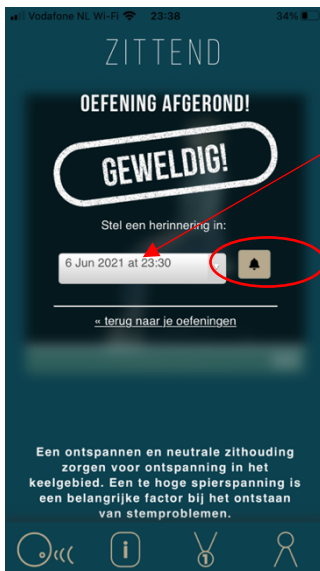 Vodafone NL Wi-Fi 23:38 34%
ZITTEND
OEFENING AFGEROND!
GEWELDIG!
Stel een herinnering in:
6 Jun 2021 at 23:30
« terug naar je oefeningen
Een ontspannen en neutrale zithouding
zorgen voor ontspanning in het
keelgebied. Een te hoge spierspanning is
een belangrijke factor bij het ontstaan
van stemproblemen.
i
1